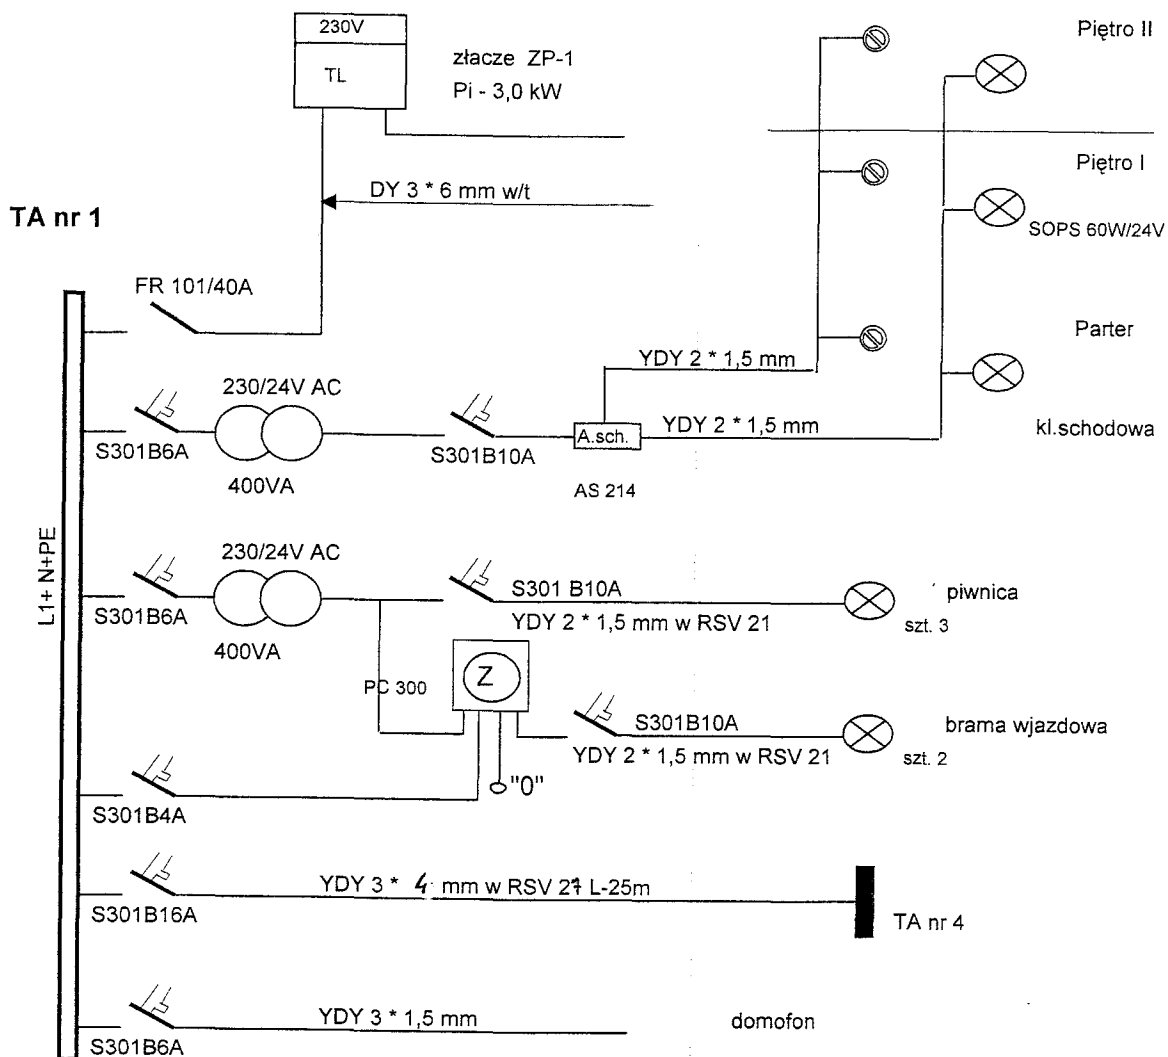 230V
TL
złacze ZP-1
Pi - 3,0 kW
Piętro II
Piętro I
DY 3 * 6 mm w/t
TA nr 1
SOPS 60W/24V
FR 101/40A
Parter
YDY 2 * 1,5 mm
230/24V AC
YDY 2 * 1,5 mm
kl.schodowa
A.sch.
S301B6A
S301B10A
400VA
AS 214
L1+ N+PE
230/24V AC
S301 B10A
piwnica
S301B6A
YDY 2 * 1,5 mm w RSV 21
szt. 3
400VA
Z
PC 300
S301B10A
brama wjazdowa
YDY 2 * 1,5 mm w RSV 21
szt. 2
"0"
S301B4A
YDY 3 * 4 mm w RSV 27 L-25m
S301B16A
TA nr 4
YDY 3 * 1,5 mm
domofon
S301B6A